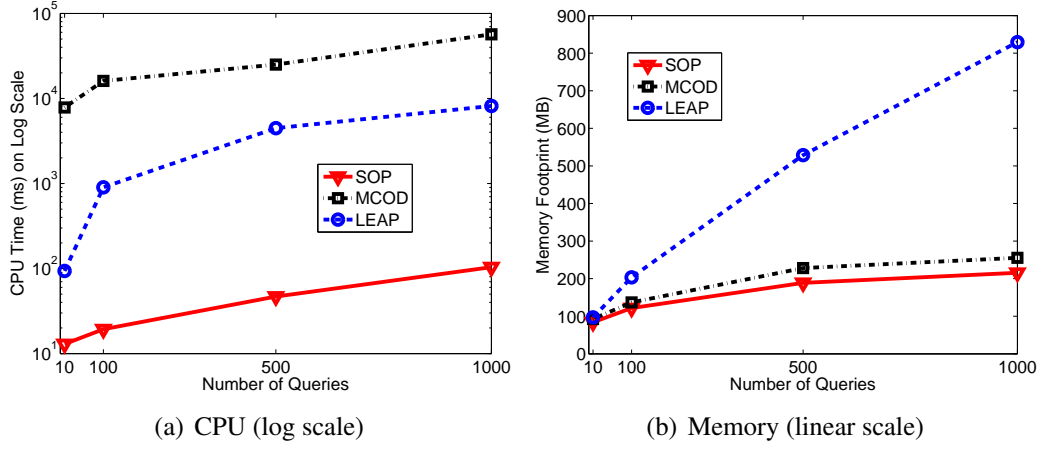 10^5
10^4
10^3
10^2
10^1
CPU Time (ms) on Log Scale
SOP
MCOD
LEAP
10 100 500 1000
Number of Queries
(a) CPU (log scale)
900
800
700
600
500
400
300
200
100
0
Memory Footprint (MB)
SOP
MCOD
LEAP
10 100 500 1000
Number of Queries
(b) Memory (linear scale)